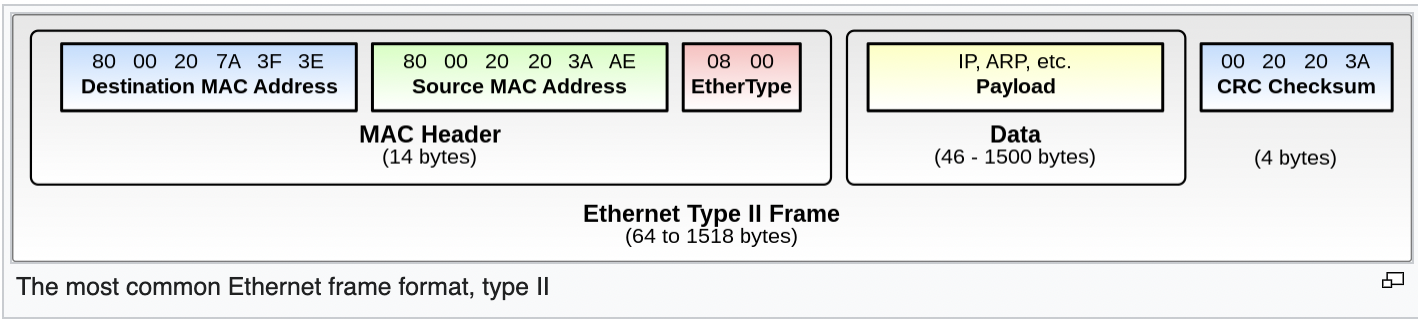 80 00 20 7A 3F 3E
Destination MAC Address
80 00 20 20 3A AE
Source MAC Address
08 00
EtherType
MAC Header
(14 bytes)
IP, ARP, etc.
Payload
Data
(46 - 1500 bytes)
00 20 20 3A
CRC Checksum
(4 bytes)
Ethernet Type II Frame
(64 to 1518 bytes)
The most common Ethernet frame format, type II